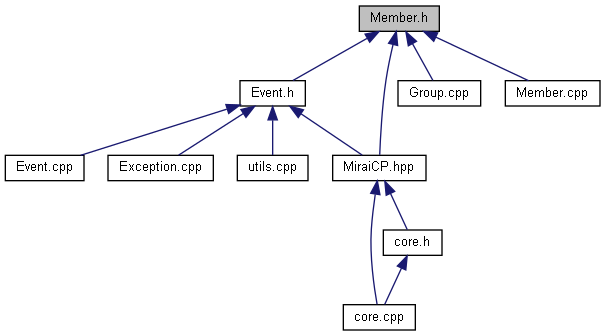 Member.h
Event.h
Group.cpp
Member.cpp
Event.cpp
Exception.cpp
utils.cpp
MiraiCP.hpp
core.h
core.cpp